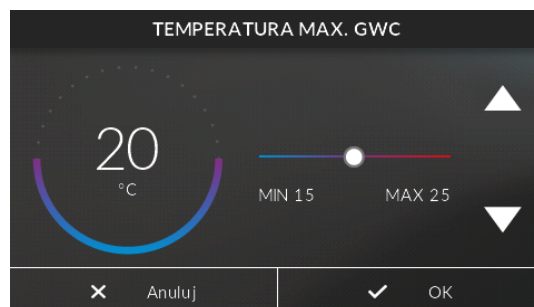 TEMPERATURA MAX. GWC
20
°C
MIN 15 MAX 25
Anuluj OK